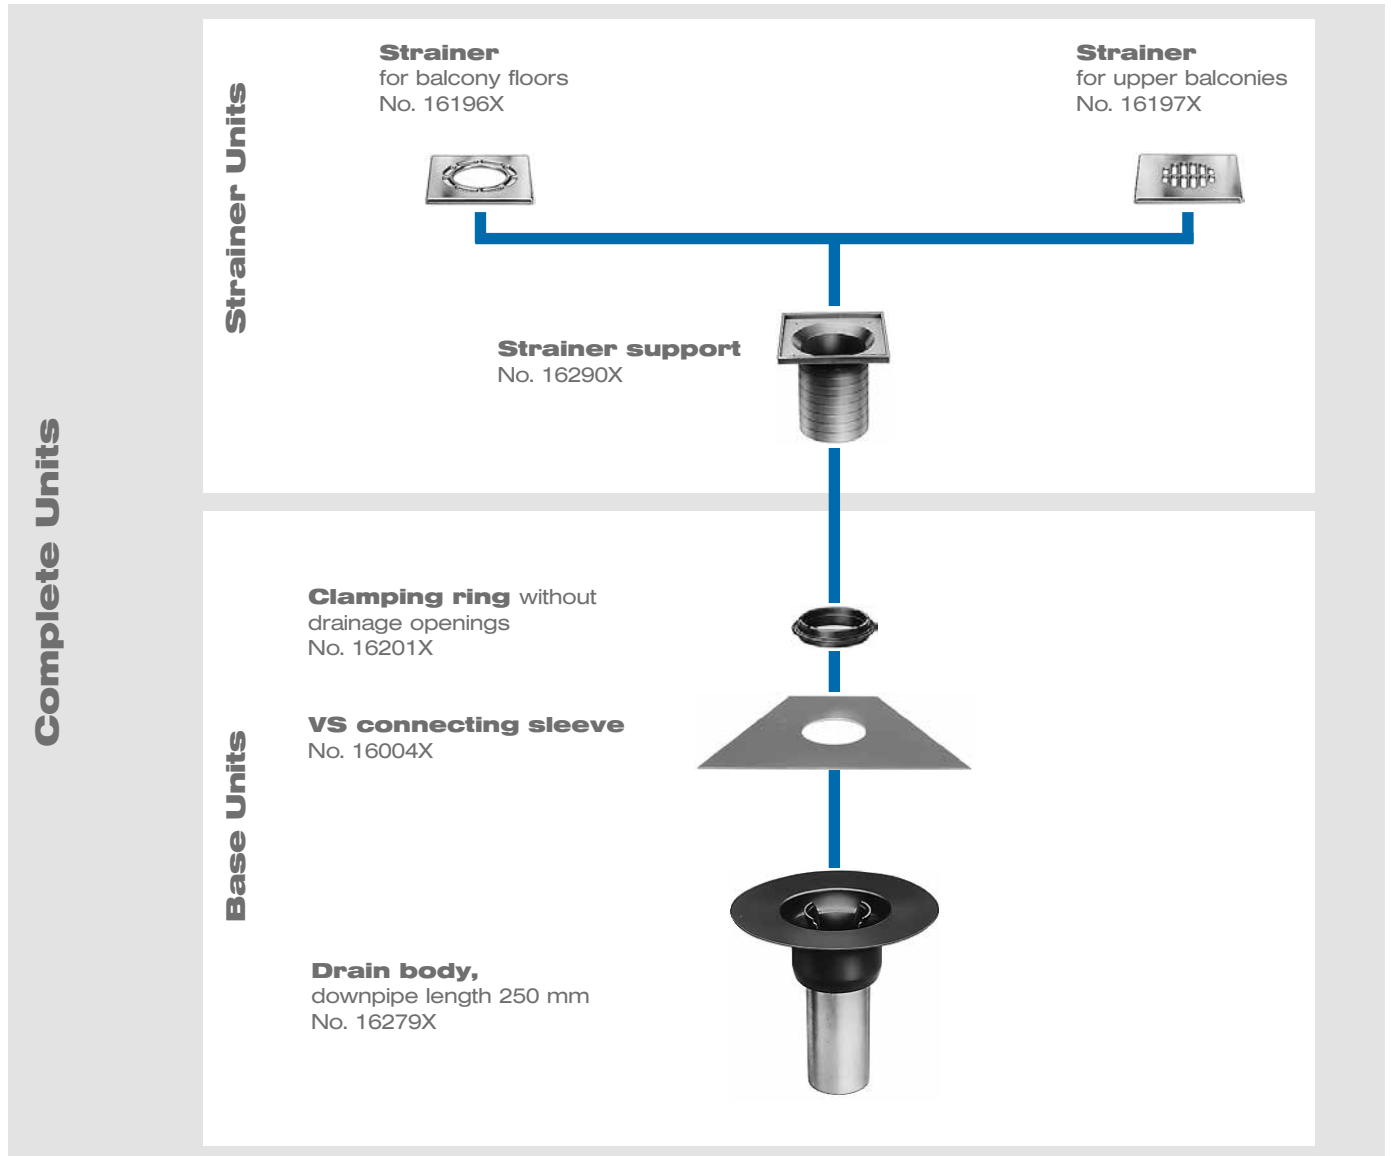 Complete Units
Strainer Units
Strainer
for balcony floors
No. 16196X
Strainer
for upper balconies
No. 16197X
Strainer support
No. 16290X
Base Units
Clamping ring without
drainage openings
No. 16201X
VS connecting sleeve
No. 16004X
Drain body,
downpipe length 250 mm
No. 16279X